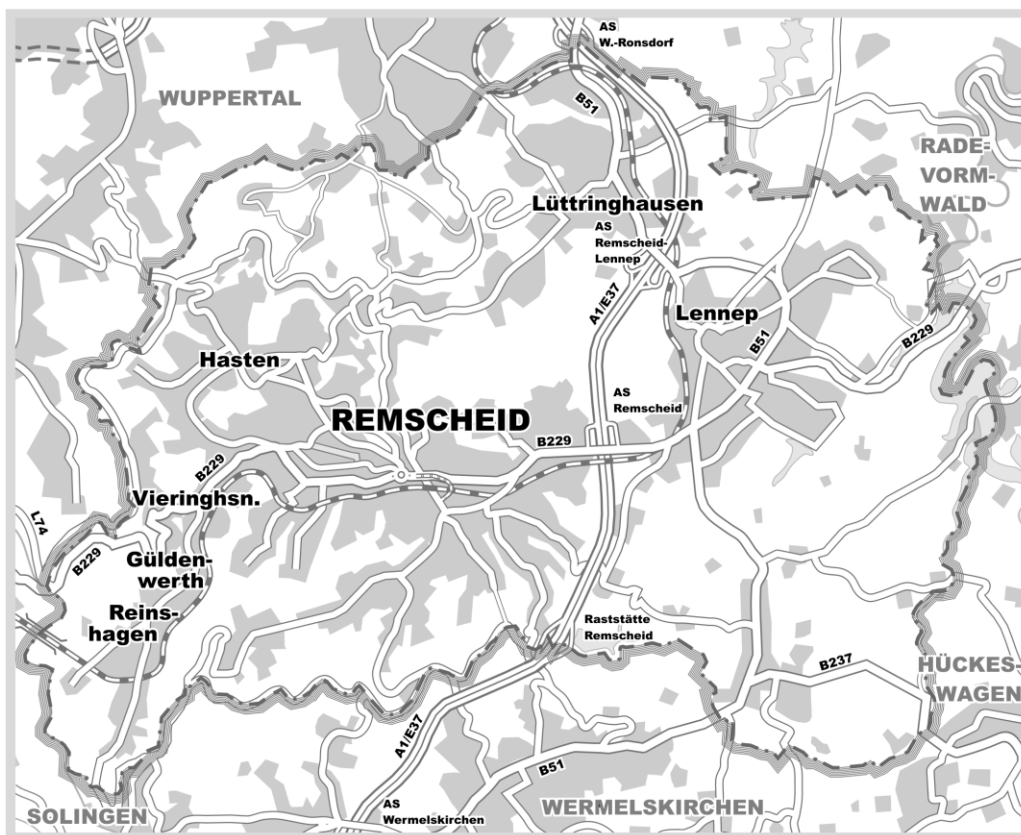 AS
W.-Ronsdorf
WUPPERTAL
B51
RADE-
VORM-
WALD
Lüttringhausen
AS
Remscheid-
Lennep
A1/E37
Lennep
B51
B229
Hasten
AS
Remscheid
REMSCHEID
B229
B229
Vieringhsn.
L74
B229
Gülden-
werth
Reins-
hagen
Raststätte
Remscheid
B237
HÜCKES-
WAGEN
A1/E37
B51
AS
Wermelskirchen
WERMELSKIRCHEN
SOLINGEN